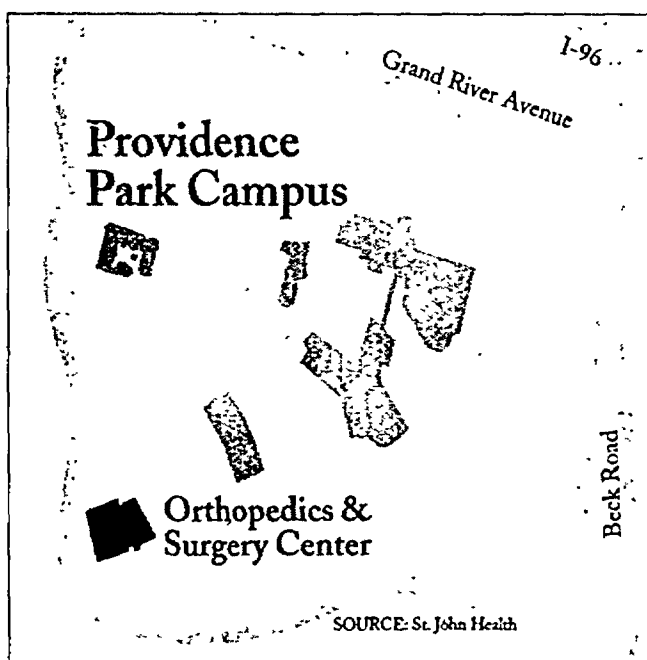 I-96
Grand River Avenue
Providence
Park Campus
Beck Road
Orthopedics &
Surgery Center
SOURCE: St. John Health